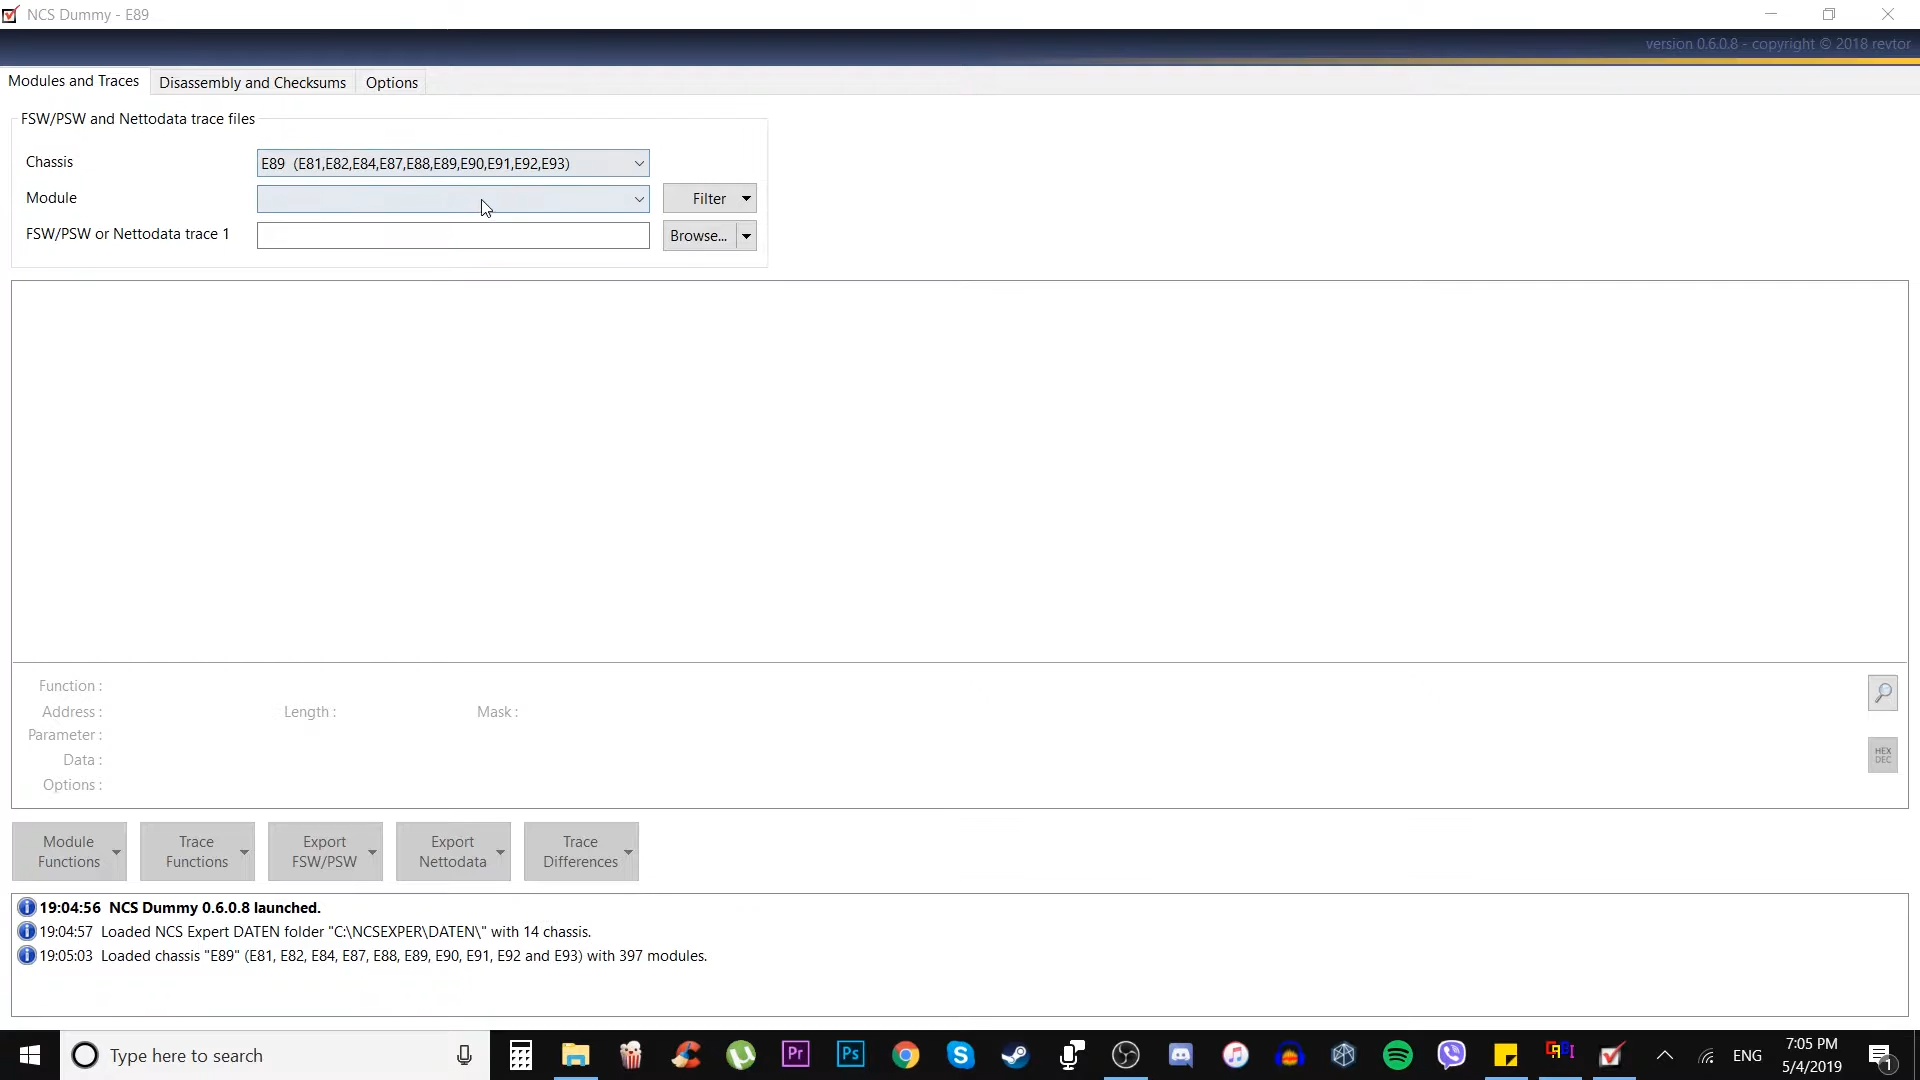 NCS Dummy - E89
version 0.6.0.8 - copyright © 2018 revtor
Modules and Traces
Disassembly and Checksums
Options
FSW/PSW and Nettodata trace files
Chassis
E89 (E81,E82,E84,E87,E88,E89,E90,E91,E92,E93)
Module
Filter
FSW/PSW or Nettodata trace 1
Browse...
Function :
Address :
Length :
Mask :
Parameter :
Data :
Options :
HEX
DEC
Module
Functions
Trace
Functions
Export
FSW/PSW
Export
Nettodata
Trace
Differences
19:04:56 NCS Dummy 0.6.0.8 launched.
19:04:57 Loaded NCS Expert DATEN folder "C:\NCSEXPER\DATEN\" with 14 chassis.
19:05:03 Loaded chassis "E89" (E81, E82, E84, E87, E88, E89, E90, E91, E92 and E93) with 397 modules.
Type here to search
Pr
Ps
ENG
7:05 PM
5/4/2019
1